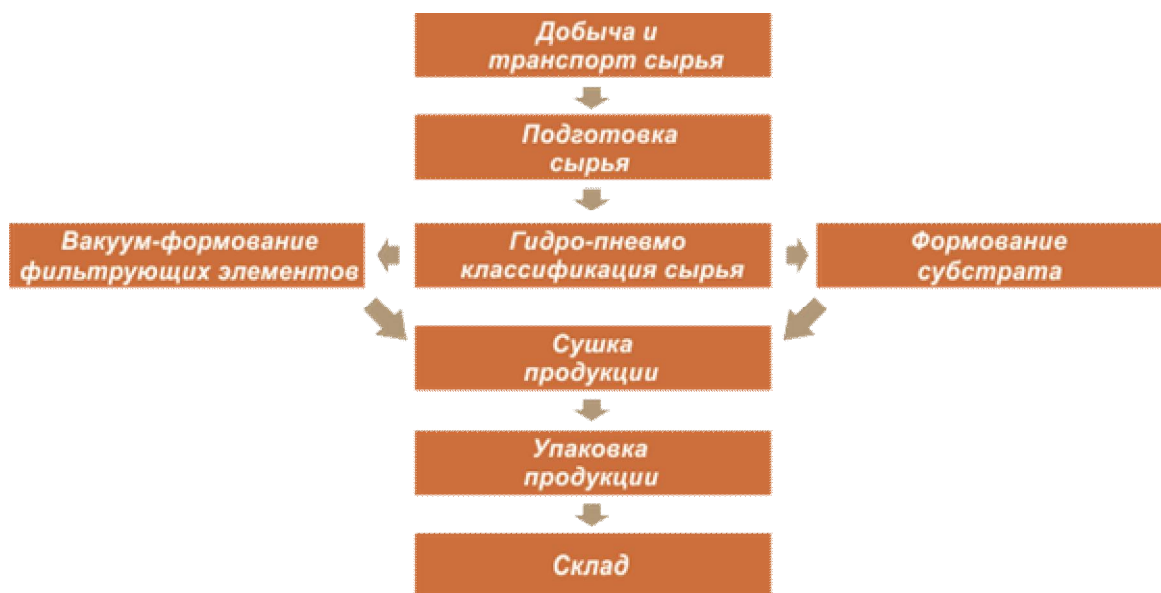 Добыча и
транспорт сырья
Подготовка
сырья
Вакуум-формование
фильтрующих элементов
Гидро-пневмо
классификация сырья
Формование
субстрата
Сушка
продукции
Упаковка
продукции
Склад